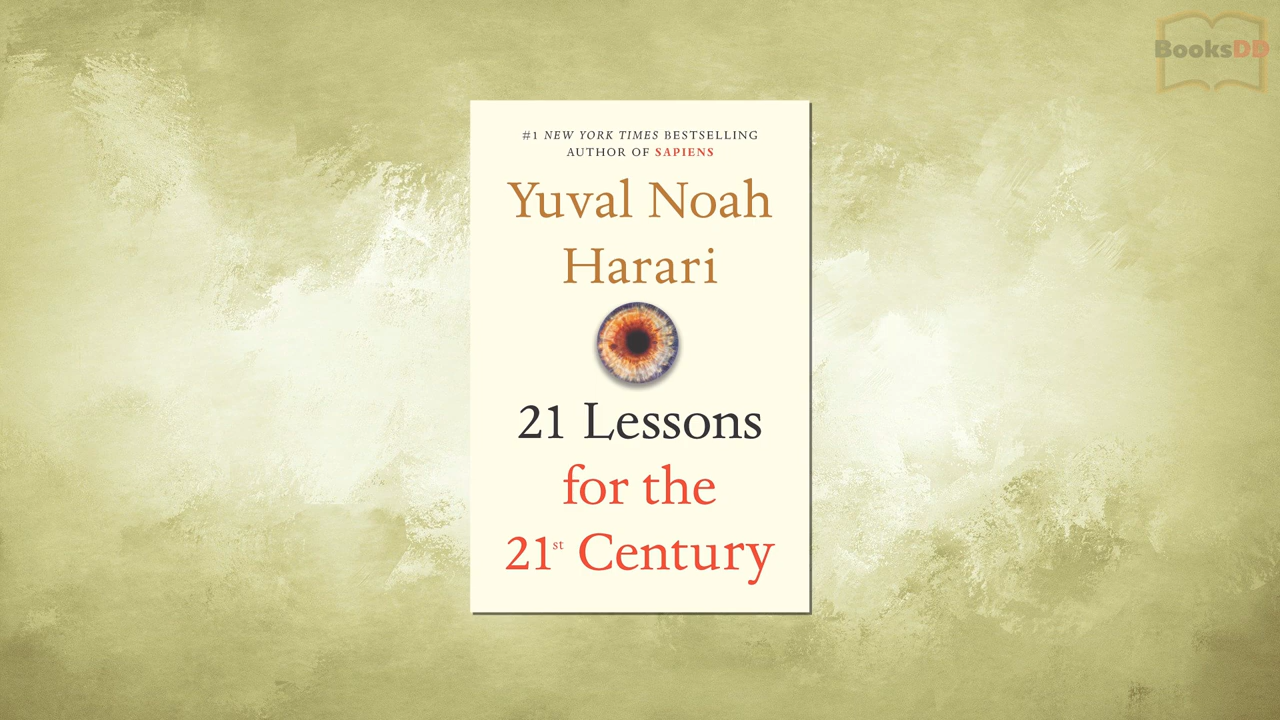 BooksDD
#1 NEW YORK TIMES BESTSELLING
AUTHOR OF SAPIENS
Yuval Noah
Harari
21 Lessons
for the
21st Century